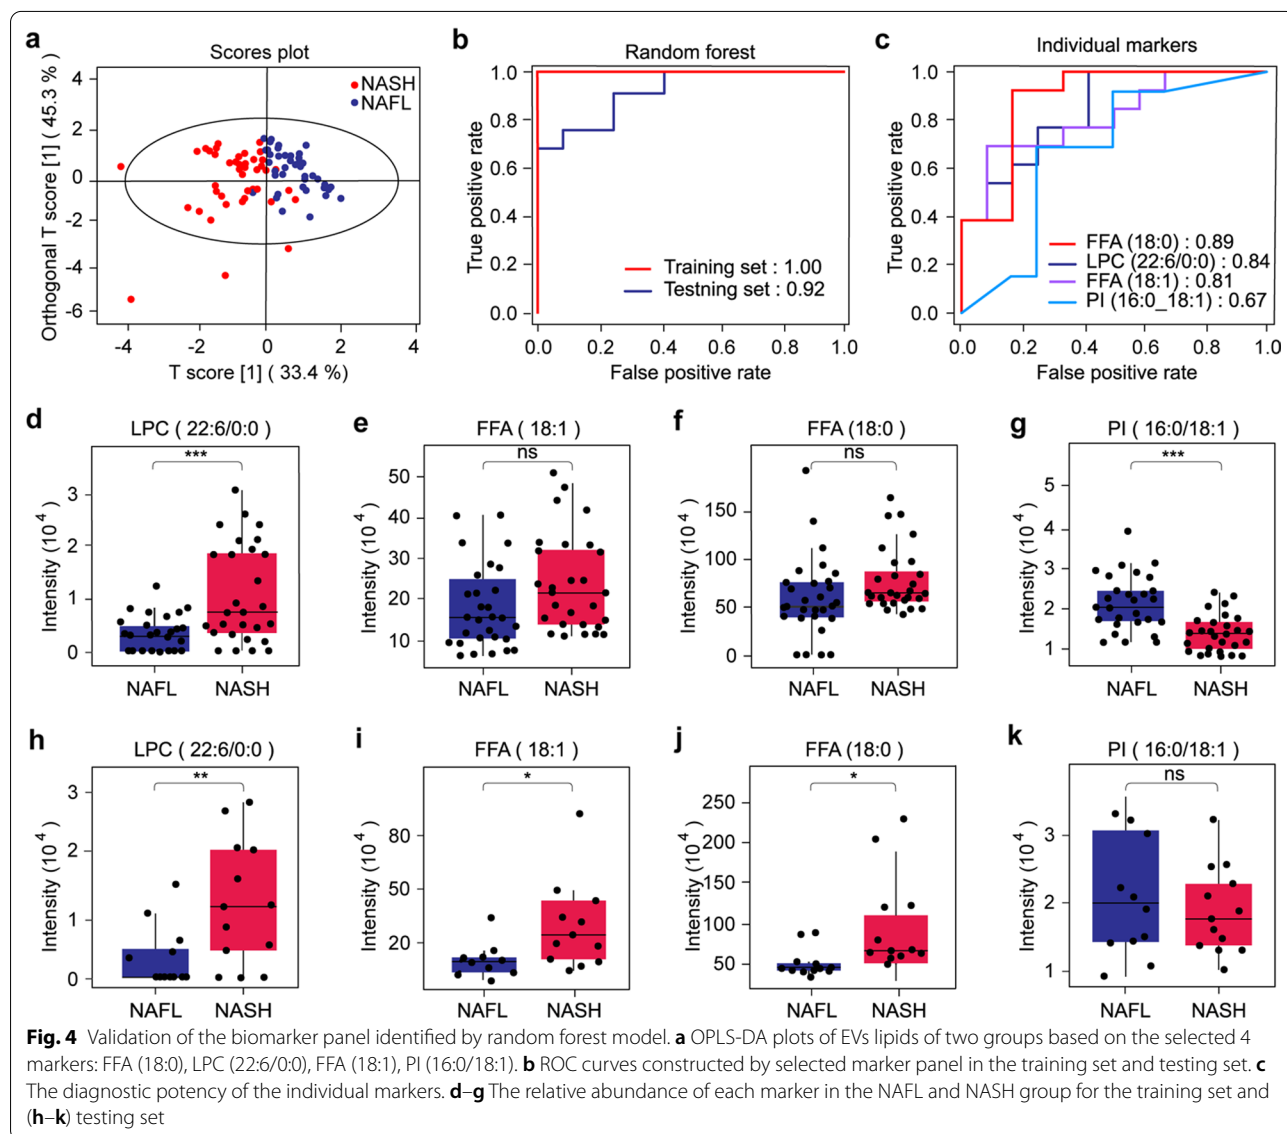 a
Scores plot
NASH
NAFL
Orthogonal T score [1] ( 45.3 % )
4
2
0
-2
-4
-6
-4
-2
0
2
4
T score [1] ( 33.4 %)
b
Random forest
True positive rate
1.0
0.8
0.6
0.4
0.2
0.0
Training set : 1.00
Testning set : 0.92
0.0
0.2
0.4
0.6
0.8
1.0
False positive rate
c
Individual markers
True positive rate
1.0
0.8
0.6
0.4
0.2
0.0
FFA (18:0) : 0.89
LPC (22:6/0:0) : 0.84
FFA (18:1) : 0.81
PI (16:0_18:1) : 0.67
0.0
0.2
0.4
0.6
0.8
1.0
False positive rate
d
LPC ( 22:6/0:0 )
***
Intensity (10 4 )
3
2
1
0
NAFL
NASH
e
FFA ( 18:1 )
ns
Intensity (10 4 )
50
40
30
20
10
NAFL
NASH
f
FFA (18:0 )
ns
Intensity (10 4 )
150
100
50
0
NAFL
NASH
g
PI ( 16:0/18:1 )
***
Intensity (10 4 )
5
4
3
2
1
NAFL
NASH
h
LPC ( 22:6/0:0 )
**
Intensity (10 4 )
3
2
1
0
NAFL
NASH
i
FFA ( 18:1 )
*
Intensity (10 4 )
80
50
20
NAFL
NASH
j
FFA (18:0 )
*
Intensity (10 4 )
250
200
150
100
50
NAFL
NASH
k
PI ( 16:0/18:1 )
ns
Intensity (10 4 )
3
2
1
NAFL
NASH
Fig. 4 Validation of the biomarker panel identified by random forest model. a OPLS-DA plots of EVs lipids of two groups based on the selected 4
markers: FFA (18:0), LPC (22:6/0:0), FFA (18:1), PI (16:0/18:1). b ROC curves constructed by selected marker panel in the training set and testing set. c
The diagnostic potency of the individual markers. d–g The relative abundance of each marker in the NAFL and NASH group for the training set and
(h–k) testing set